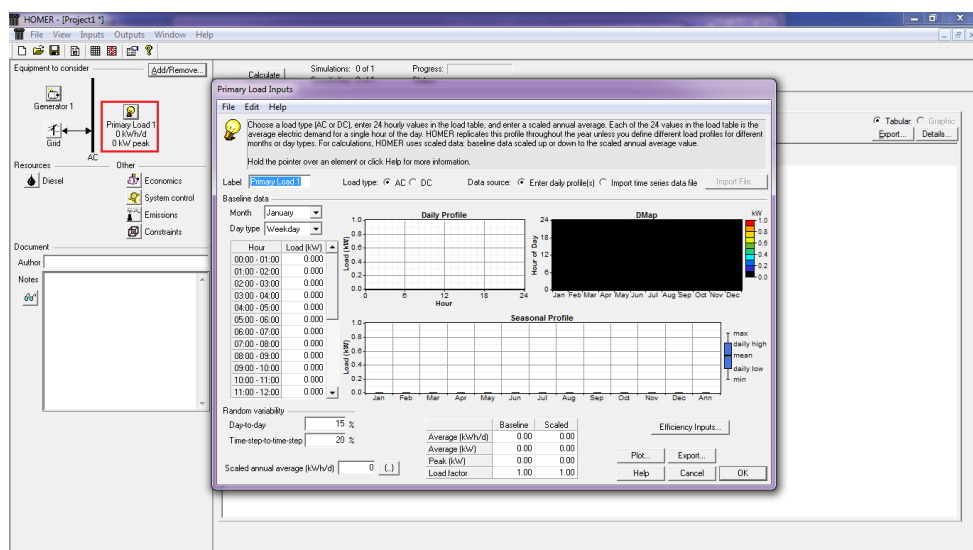 HOMER - [Project1 *]
File View Inputs Outputs Window Help
Equipment to consider
Add/Remove...
Calculate
Simulations: 0 of 1
Progress:
Generator 1
Primary Load 1
0 kWh/d
0 kW peak
Grid
AC
Resources
Other
Diesel
Economics
System control
Emissions
Constraints
Document
Author
Notes
Tabular
Graphic
Export...
Details...
Primary Load Inputs
File Edit Help
Choose a load type (AC or DC), enter 24 hourly values in the load table, and enter a scaled annual average. Each of the 24 values in the load table is the
average electric demand for a single hour of the day. HOMER replicates this profile throughout the year unless you define different load profiles for different
months or day types. For calculations, HOMER uses scaled data: baseline data scaled up or down to the scaled annual average value.
Hold the pointer over an element or click Help for more information.
Label Primary Load 1 Load type: AC DC Data source: Enter daily profile(s) Import time series data file Import File...
Baseline data
Month January
Day type Weekday
Hour Load (kW)
00:00 - 01:00 0.000
01:00 - 02:00 0.000
02:00 - 03:00 0.000
03:00 - 04:00 0.000
04:00 - 05:00 0.000
05:00 - 06:00 0.000
06:00 - 07:00 0.000
07:00 - 08:00 0.000
08:00 - 09:00 0.000
09:00 - 10:00 0.000
10:00 - 11:00 0.000
11:00 - 12:00 0.000
Daily Profile
Load (kW)
1.0
0.8
0.6
0.4
0.2
0.0
0 6 12 18 24
Hour
DMap
Hour of Day
24
18
12
6
0
Jan Feb Mar Apr May Jun Jul Aug Sep Oct Nov Dec
kW
1.0
0.8
0.6
0.4
0.2
0.0
Seasonal Profile
Load (kW)
1.0
0.8
0.6
0.4
0.2
0.0
Jan Feb Mar Apr May Jun Jul Aug Sep Oct Nov Dec Ann
max
daily high
mean
daily low
min
Random variability
Day-to-day 15 %
Time-step-to-time-step 20 %
Scaled annual average (kWh/d) 0 {..}
Baseline Scaled
Average (kWh/d) 0.00 0.00
Average (kW) 0.00 0.00
Peak (kW) 0.00 0.00
Load factor 1.00 1.00
Efficiency Inputs...
Plot... Export...
Help Cancel OK